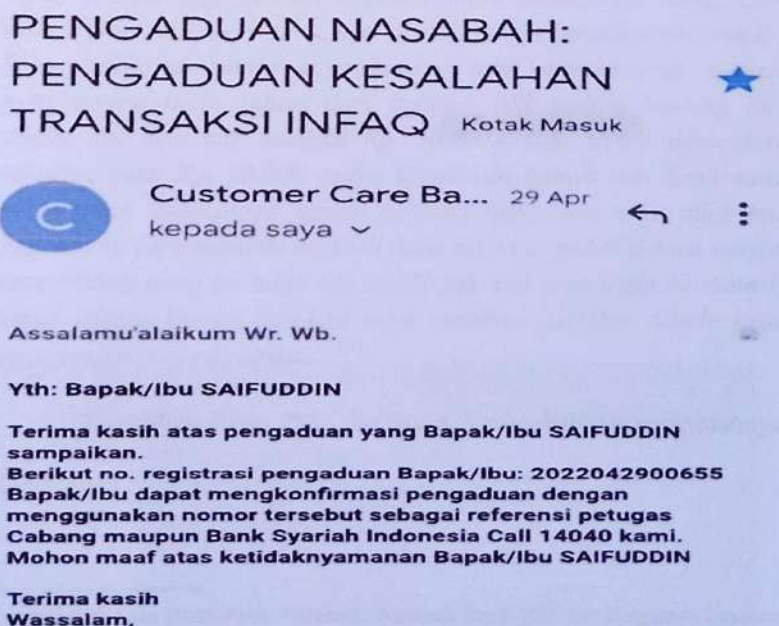 PENGADUAN NASABAH:
PENGADUAN KESALAHAN
TRANSAKSI INFAQ Kotak Masuk
C
Customer Care Ba... 29 Apr
kepada saya
Assalamu'alaikum Wr. Wb.
Yth: Bapak/Ibu SAIFUDDIN
Terima kasih atas pengaduan yang Bapak/Ibu SAIFUDDIN
sampaikan.
Berikut no. registrasi pengaduan Bapak/Ibu: 2022042900655
Bapak/Ibu dapat mengkonfirmasi pengaduan dengan
menggunakan nomor tersebut sebagai referensi petugas
Cabang maupun Bank Syariah Indonesia Call 14040 kami.
Mohon maaf atas ketidaknyamanan Bapak/Ibu SAIFUDDIN
Terima kasih
Wassalam,